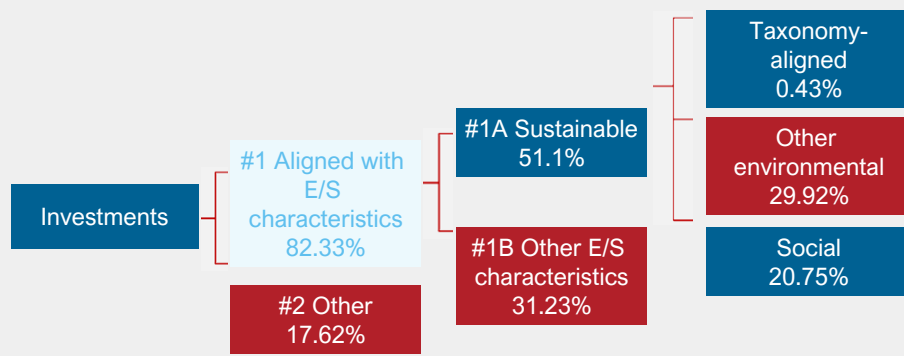 Investments
#1 Aligned with
E/S
characteristics
82.33%
#2 Other
17.62%
#1A Sustainable
51.1%
#1B Other E/S
characteristics
31.23%
Taxonomy-
aligned
0.43%
Other
environmental
29.92%
Social
20.75%